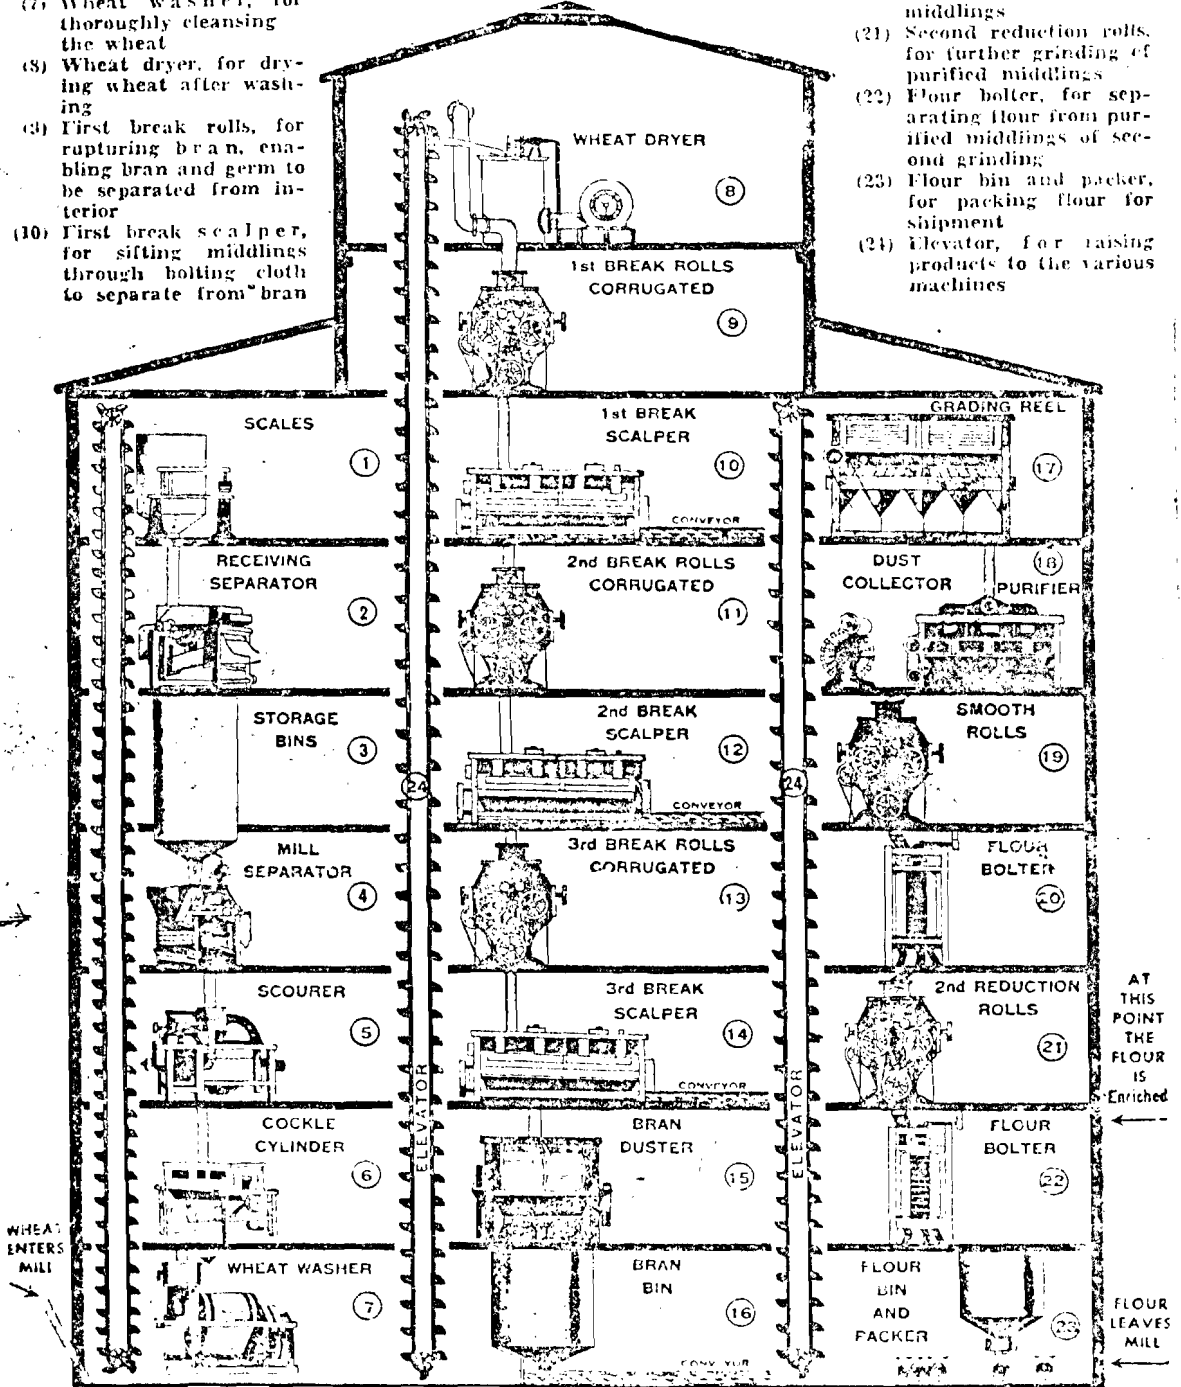 (7) Wheat washer, for
thoroughly cleansing
the wheat
(8) Wheat dryer, for dry-
ing wheat after wash-
ing
(9) First break rolls, for
rupturing bran, ena-
bling bran and germ to
be separated from in-
terior
(10) First break scalper,
for sifting middlings
through bolting cloth
to separate from bran
middlings
(21) Second reduction rolls,
for further grinding of
purified middlings
(22) Flour bolter, for sep-
arating flour from pur-
ified middlings of sec-
ond grinding
(23) Flour bin and packer,
for packing flour for
shipment
(24) Elevator, for raising
products to the various
machines
WHEAT DRYER
8
1st BREAK ROLLS
CORRUGATED
9
SCALES
1
RECEIVING
SEPARATOR
2
STORAGE
BINS
3
MILL
SEPARATOR
4
SCOURER
5
COCKLE
CYLINDER
6
WHEAT WASHER
7
WHEAT
ENTERS
MILL
24
ELEVATOR
1st BREAK
SCALPER
10
CONVEYOR
2nd BREAK ROLLS
CORRUGATED
11
2nd BREAK
SCALPER
12
CONVEYOR
3rd BREAK ROLLS
CORRUGATED
13
3rd BREAK
SCALPER
14
CONVEYOR
BRAN
DUSTER
15
BRAN
BIN
16
CONVEYOR
24
ELEVATOR
GRADING REEL
17
18
DUST
COLLECTOR
PURIFIER
SMOOTH
ROLLS
19
FLOUR
BOLTER
20
2nd REDUCTION
ROLLS
21
FLOUR
BOLTER
22
FLOUR
BIN
AND
PACKER
23
AT
THIS
POINT
THE
FLOUR
IS
Enriched
FLOUR
LEAVES
MILL